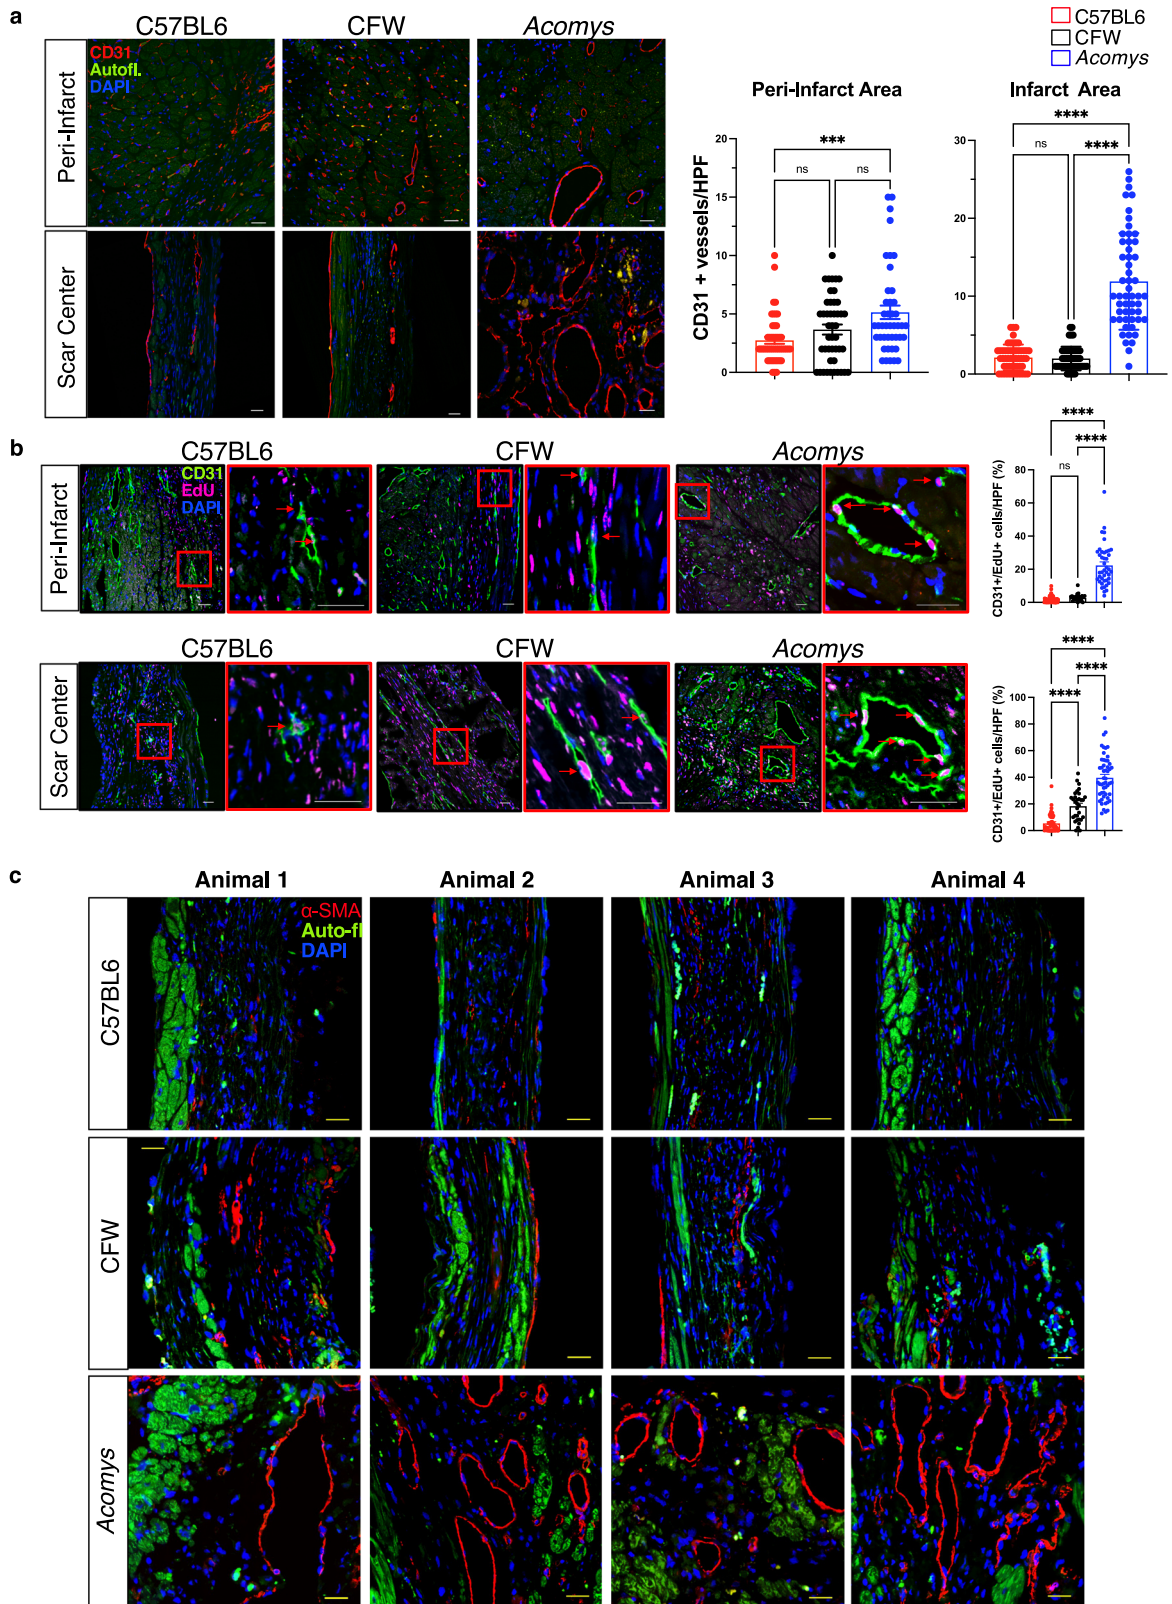 a
C57BL6
CFW
Acomys
C57BL6
CFW
Acomys
Peri-Infarct
CD31
Autofl.
DAPI
Scar Center
Peri-Infarct Area
CD31 + vessels/HPF
20
15
10
5
0
***
ns
ns
Infarct Area
30
20
10
0
****
ns
****
b
C57BL6
CFW
Acomys
Peri-Infarct
CD31
EdU
DAPI
CD31+/EdU+ cells/HPF (%)
80
60
40
20
0
****
****
ns
C57BL6
CFW
Acomys
Scar Center
CD31+/EdU+ cells/HPF (%)
100
80
60
40
20
0
****
****
****
c
Animal 1
Animal 2
Animal 3
Animal 4
C57BL6
α-SMA
Auto-fl
DAPI
CFW
Acomys